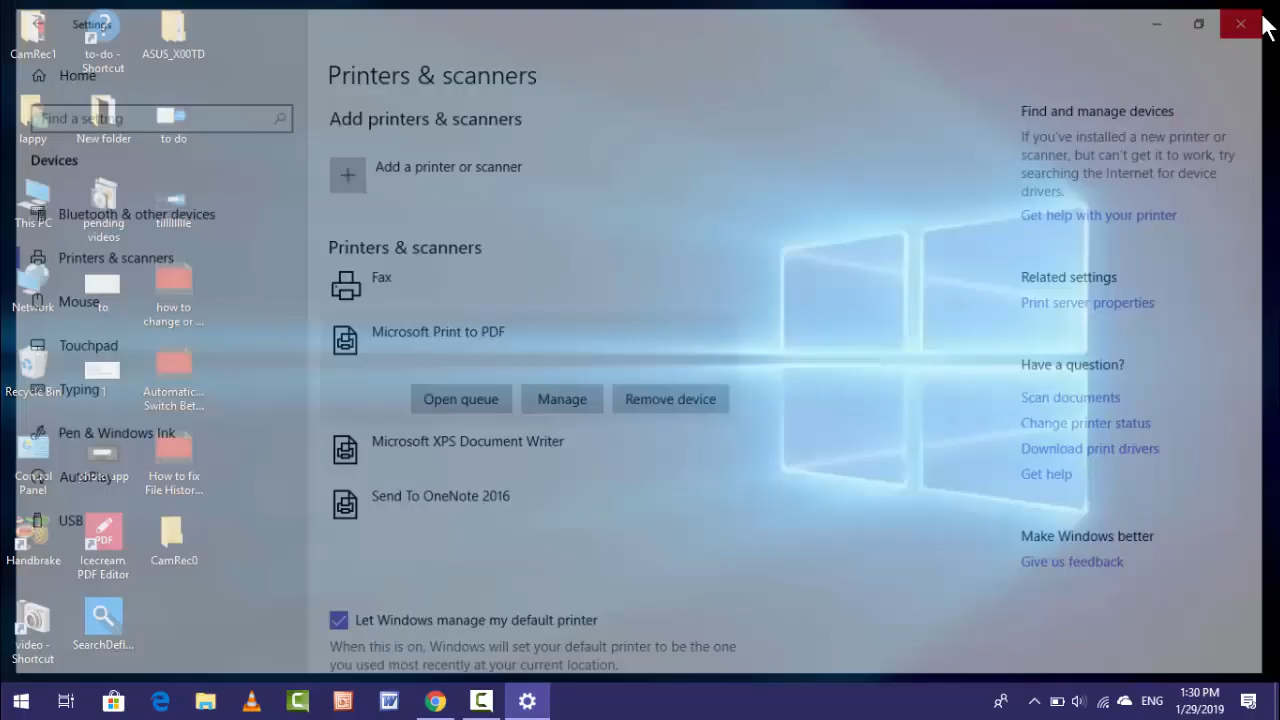 Settings
Home
Find a setting
Devices
Bluetooth & other devices
Printers & scanners
Mouse
Touchpad
Typing
Pen & Windows Ink
AutoPlay
USB
Printers & scanners
Add printers & scanners
Add a printer or scanner
Printers & scanners
Fax
Microsoft Print to PDF
Open queue
Manage
Remove device
Microsoft XPS Document Writer
Send To OneNote 2016
Let Windows manage my default printer
When this is on, Windows will set your default printer to be the one
you used most recently at your current location.
Find and manage devices
If you've installed a new printer or
scanner, but can't get it to work, try
searching the Internet for device
drivers.
Get help with your printer
Related settings
Print server properties
Have a question?
Scan documents
Change printer status
Download print drivers
Get help
Make Windows better
Give us feedback
CamRec1
to-do -
Shortcut
ASUS_X00TD
lappy
New folder
to do
This PC
pending
videos
Network
to
how to
change or ...
Recycle Bin
1
Automatic...
Switch Bet...
Control
Panel
photo app
How to fix
File Histor...
Handbrake
PDF
Icecream
PDF Editor
CamRec0
video -
Shortcut
SearchDefl...
ENG
1:30 PM
1/29/2019